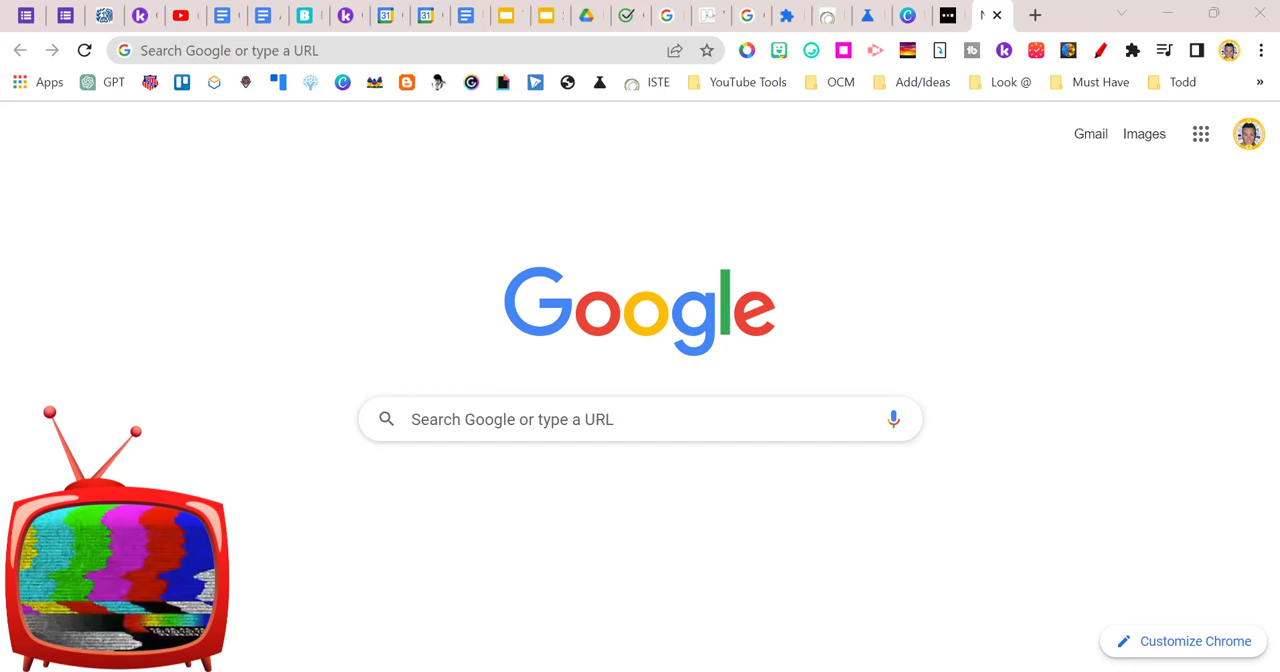 Search Google or type a URL
Apps GPT ISTE YouTube Tools OCM Add/Ideas Look @ Must Have Todd »
Gmail Images
Google
Search Google or type a URL
Customize Chrome